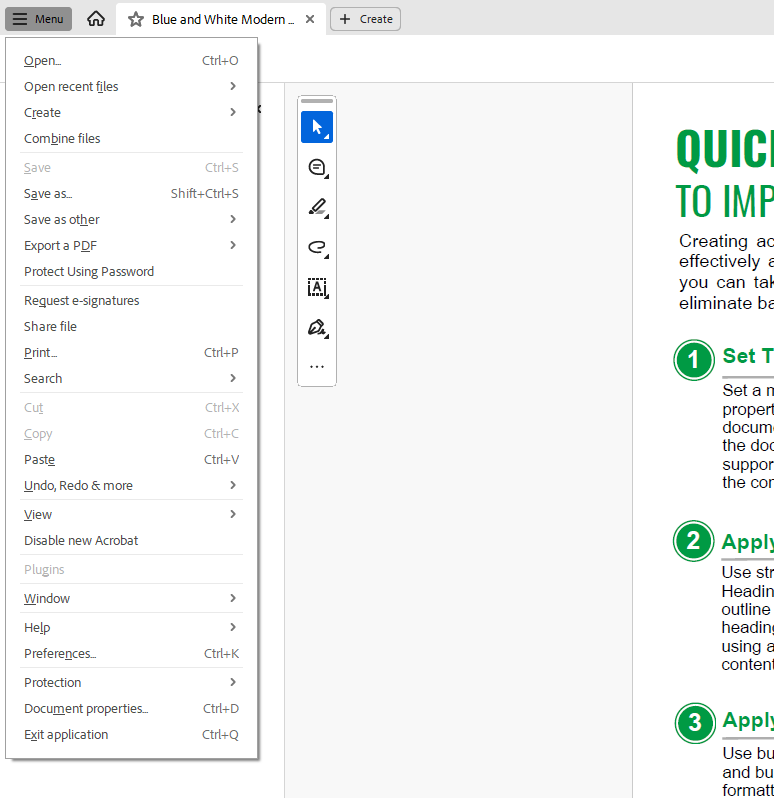 Menu
Blue and White Modern ...
Create
Open... Ctrl+O
Open recent files
Create
Combine files
Save Ctrl+S
Save as... Shift+Ctrl+S
Save as other
Export a PDF
Protect Using Password
Request e-signatures
Share file
Print... Ctrl+P
Search
Cut Ctrl+X
Copy Ctrl+C
Paste Ctrl+V
Undo, Redo & more
View
Disable new Acrobat
Plugins
Window
Help
Preferences... Ctrl+K
Protection
Document properties... Ctrl+D
Exit application Ctrl+Q
A
QUICK
TO IMP
Creating ac
effectively a
you can tak
eliminate ba
1 Set T
Set a m
propert
docume
the doc
suppor
the con
2 Apply
Use str
Headin
outline
heading
using a
content
3 Apply
Use bu
and bu
formatt